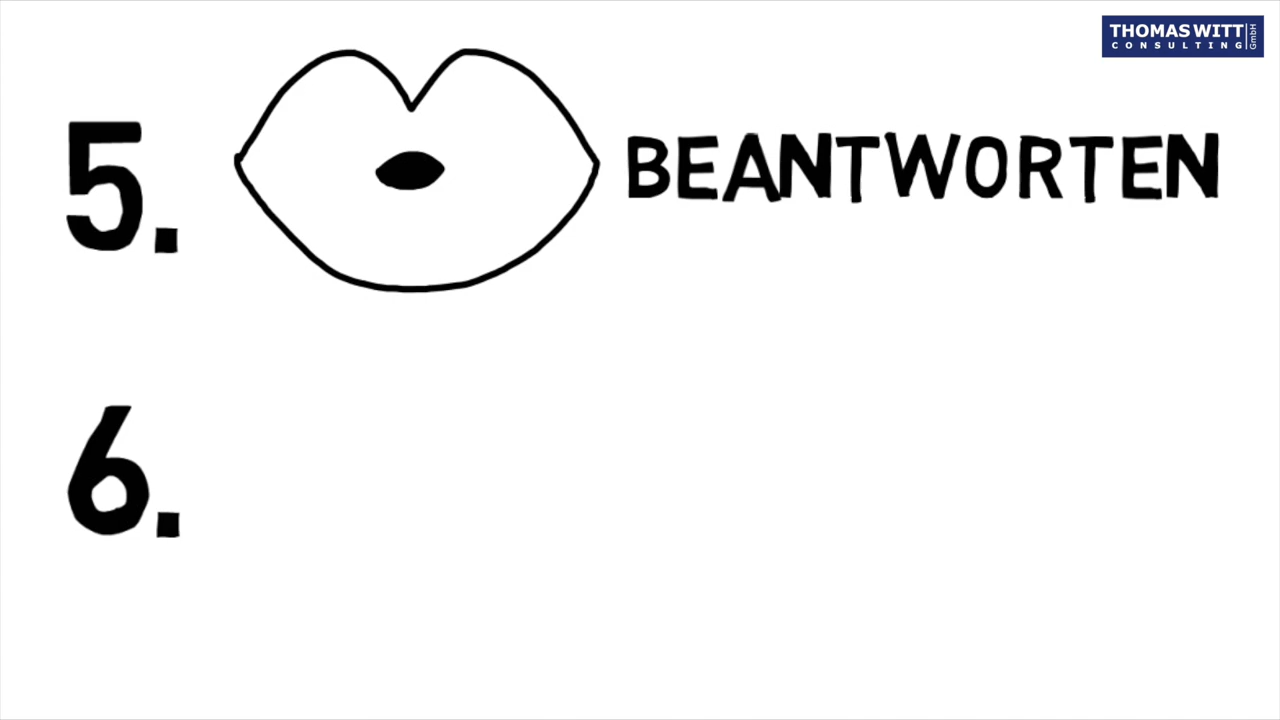 THOMAS WITT
CONSULTING
GmbH
5. BEANTWORTEN
6.